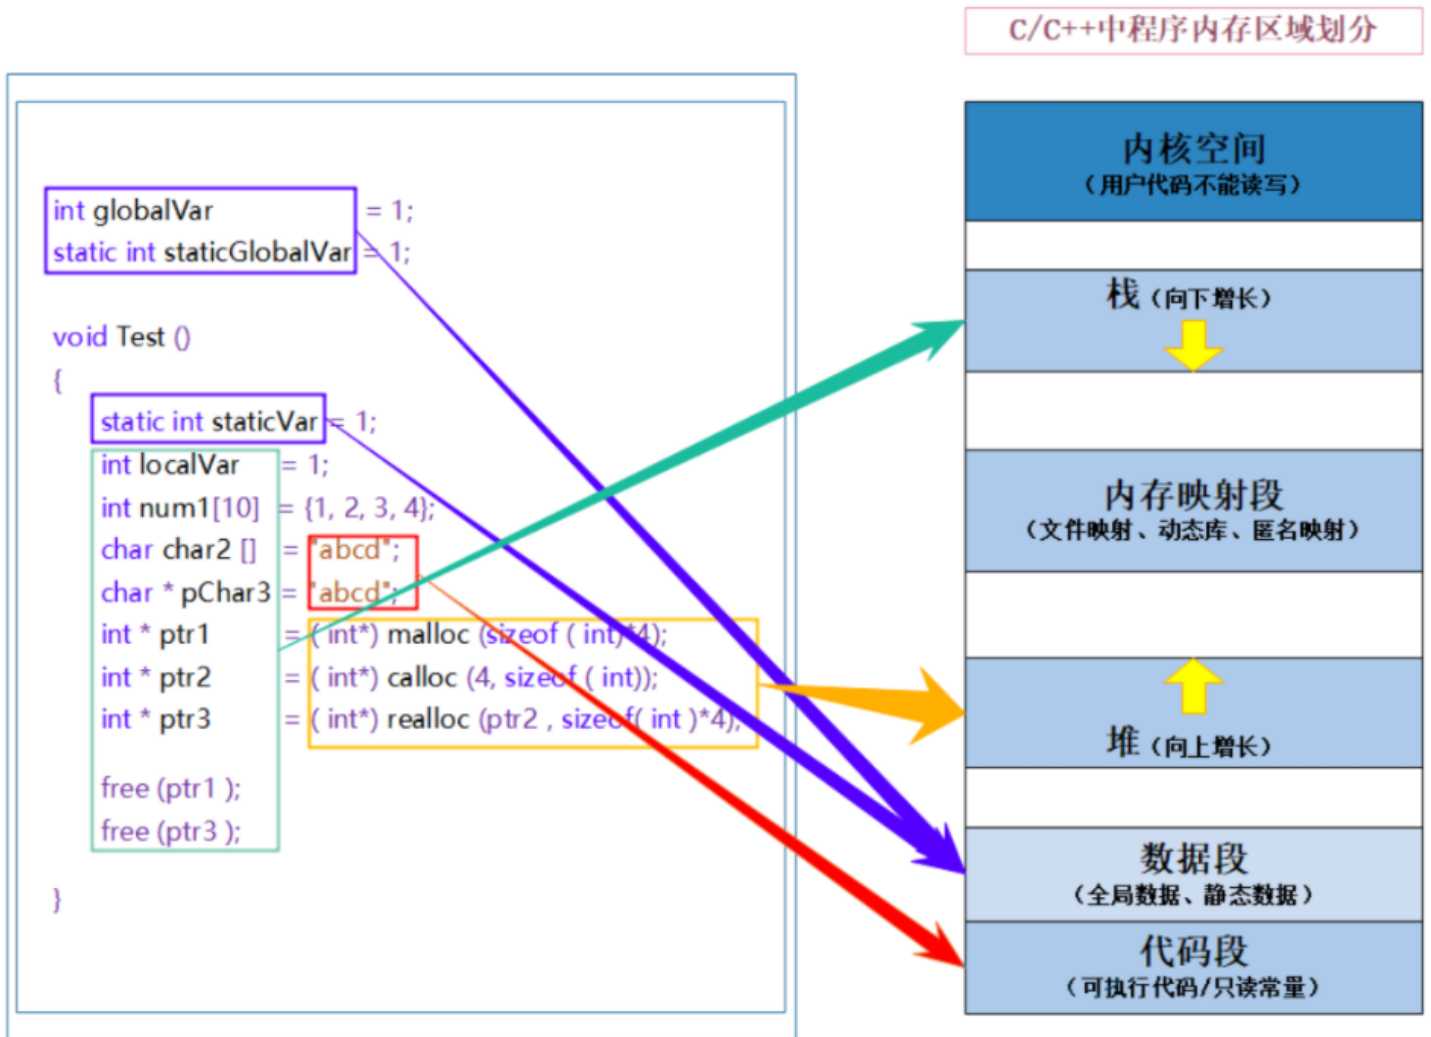 C/C++中程序内存区域划分
int globalVar = 1;
static int staticGlobalVar = 1;
void Test ()
{
static int staticVar = 1;
int localVar = 1;
int num1[10] = {1, 2, 3, 4};
char char2 [] = "abcd";
char * pChar3 = "abcd";
int * ptr1 = ( int*) malloc (sizeof ( int)*4);
int * ptr2 = ( int*) calloc (4, sizeof ( int));
int * ptr3 = ( int*) realloc (ptr2 , sizeof( int )*4);
free (ptr1 );
free (ptr3 );
}
内核空间
（用户代码不能读写）
栈（向下增长）
内存映射段
（文件映射、动态库、匿名映射）
堆（向上增长）
数据段
（全局数据、静态数据）
代码段
（可执行代码/只读常量）